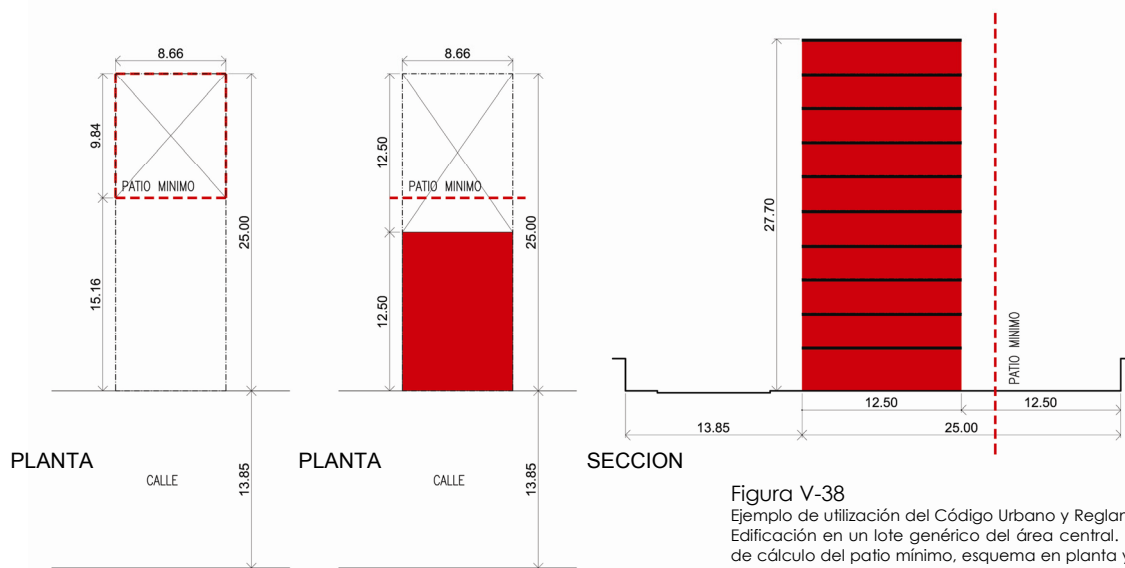 8.66
9.84
PATIO MINIMO
15.16
25.00
PLANTA
CALLE
13.85
8.66
12.50
PATIO MINIMO
12.50
25.00
PLANTA
CALLE
13.85
27.70
PATIO MINIMO
12.50
12.50
13.85
25.00
SECCION
Figura V-38
Ejemplo de utilización del Código Urbano y Reglan
Edificación en un lote genérico del área central.
de cálculo del patio mínimo, esquema en planta y